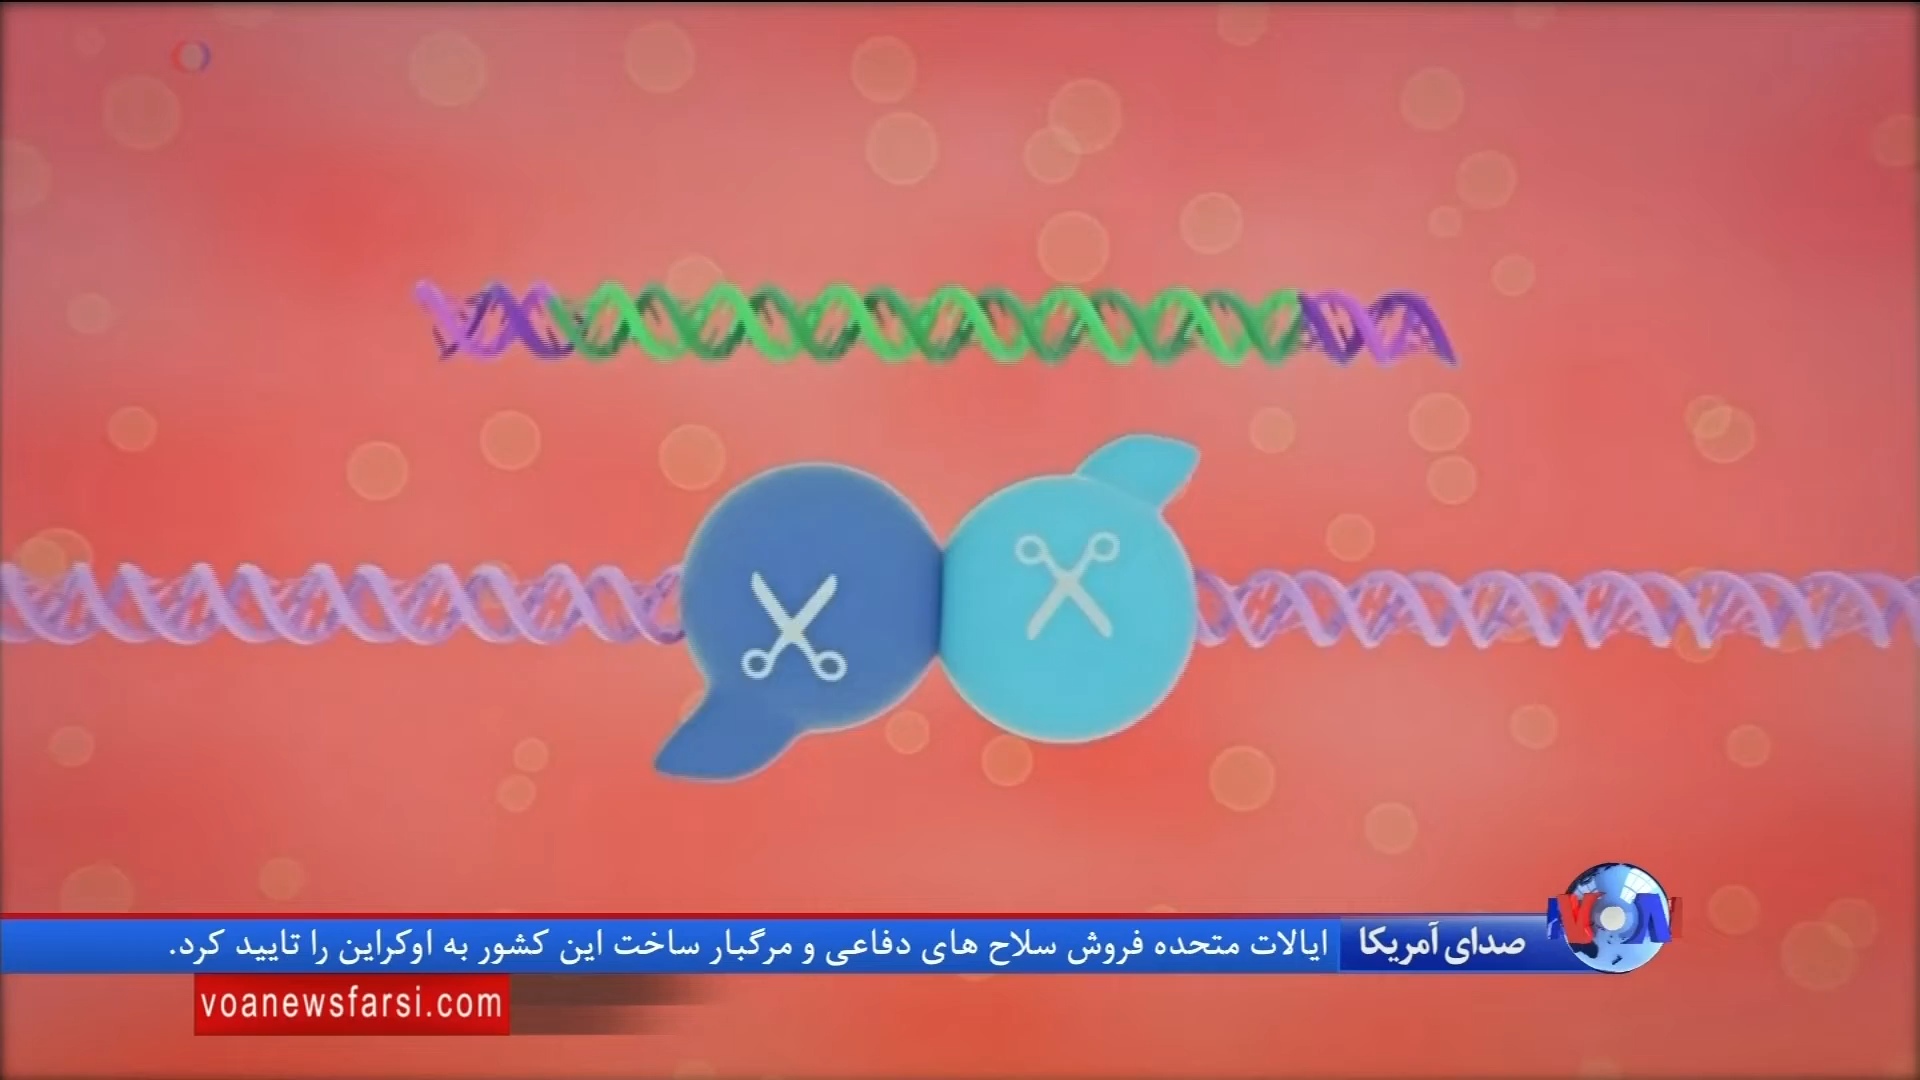 صدای آمریکا
ایالات متحده فروش سلاح های دفاعی و مرگبار ساخت این کشور به اوکراین را تایید کرد.
VOA
voanewsfarsi.com